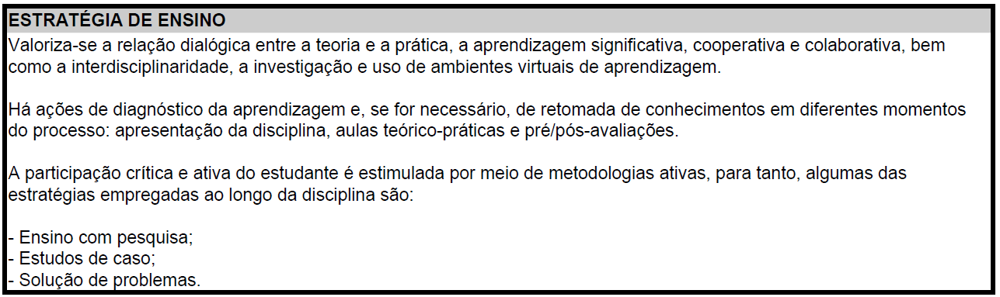 ESTRATÉGIA DE ENSINO
Valoriza-se a relação dialógica entre a teoria e a prática, a aprendizagem significativa, cooperativa e colaborativa, bem
como a interdisciplinaridade, a investigação e uso de ambientes virtuais de aprendizagem.
Há ações de diagnóstico da aprendizagem e, se for necessário, de retomada de conhecimentos em diferentes momentos
do processo: apresentação da disciplina, aulas teórico-práticas e pré/pós-avaliações.
A participação crítica e ativa do estudante é estimulada por meio de metodologias ativas, para tanto, algumas das
estratégias empregadas ao longo da disciplina são:
- Ensino com pesquisa;
- Estudos de caso;
- Solução de problemas.